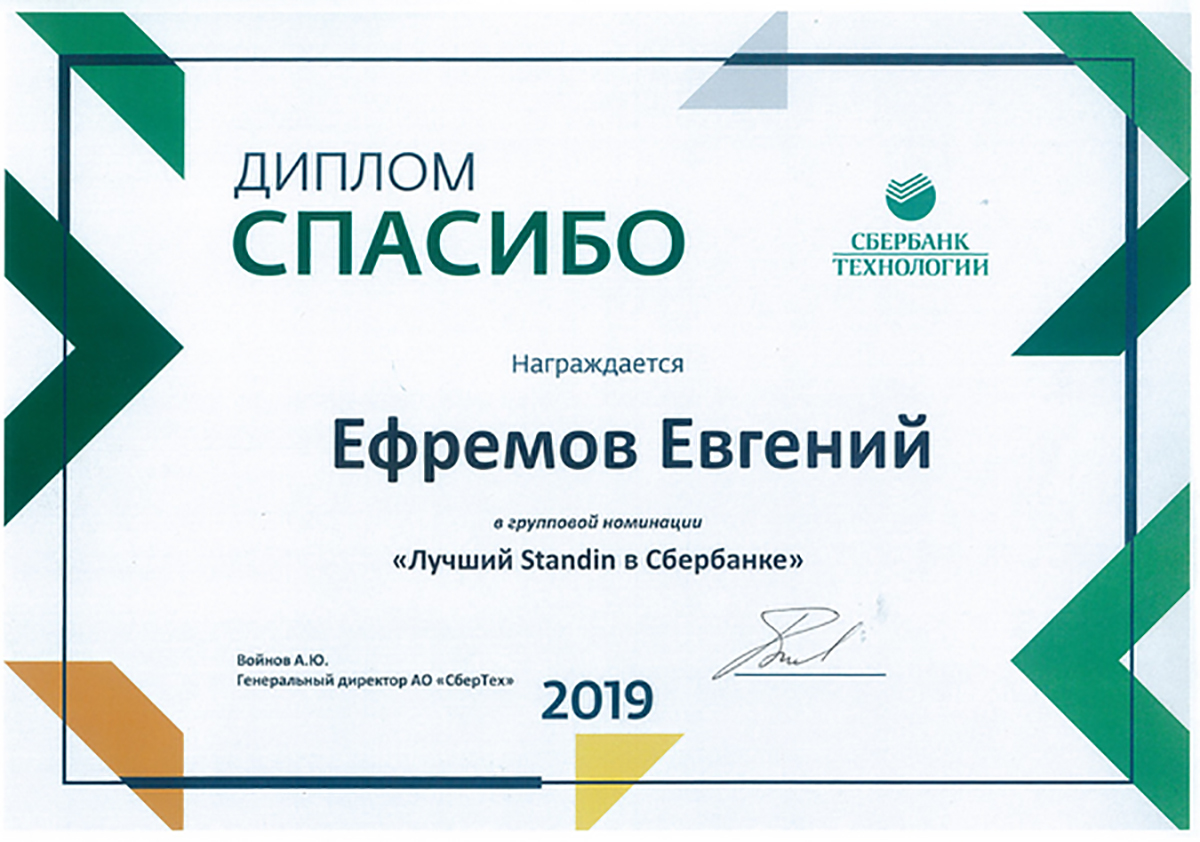 ДИПЛОМ
СПАСИБО
СБЕРБАНК
ТЕХНОЛОГИИ
Награждается
Ефремов Евгений
в групповой номинации
«Лучший Standin в Сбербанке»
Войнов А.Ю.
Генеральный директор АО «СберТех»
2019